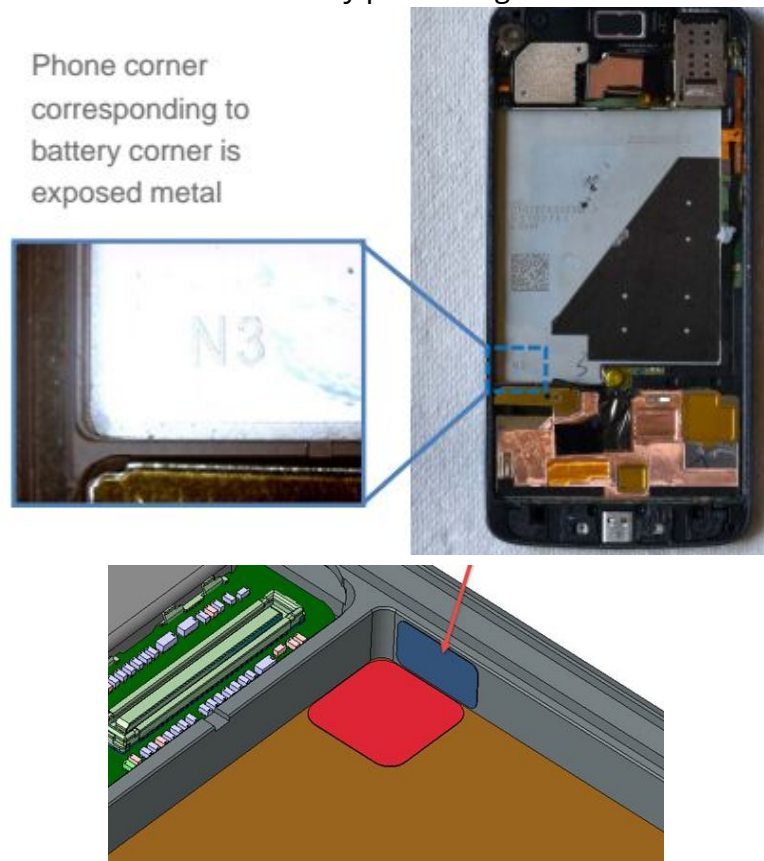 Phone corner
corresponding to
battery corner is
exposed metal
N3